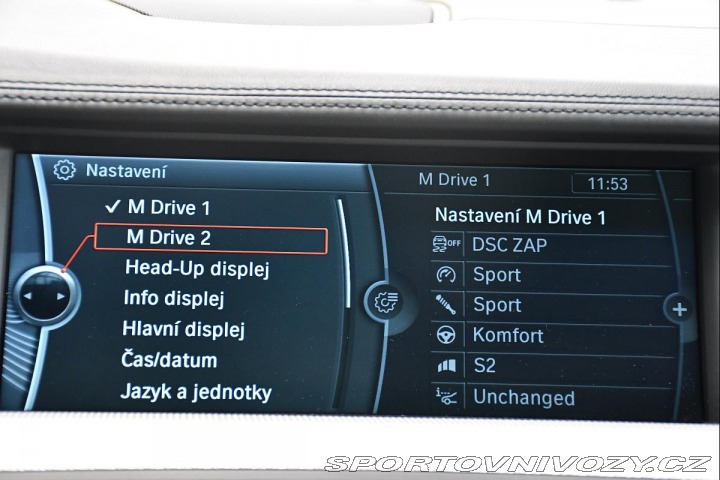 Nastavení
✓ M Drive 1
M Drive 2
Head-Up displej
Info displej
Hlavní displej
Čas/datum
Jazyk a jednotky
M Drive 1 11:53
Nastavení M Drive 1
OFF DSC ZAP
Sport
Sport
Komfort
S2
Unchanged
SPORTOVNIVOZY.CZ